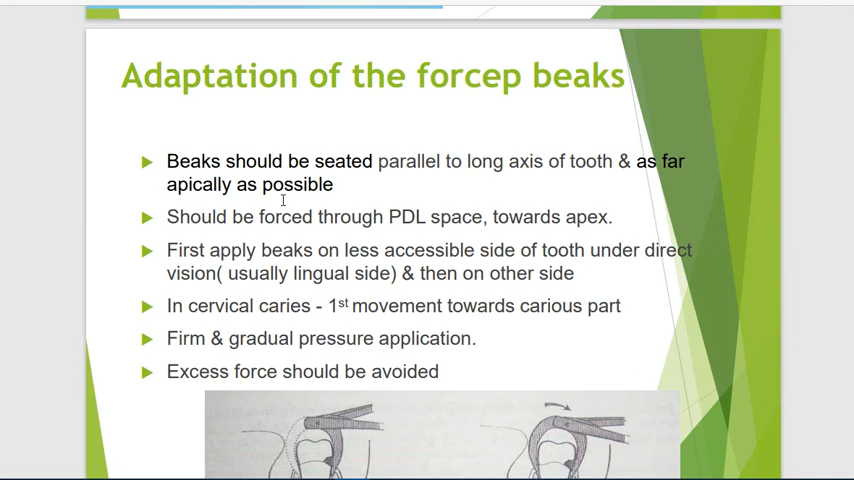 Adaptation of the forcep beaks
Beaks should be seated parallel to long axis of tooth & as far
apically as possible
Should be forced through PDL space, towards apex.
First apply beaks on less accessible side of tooth under direct
vision( usually lingual side) & then on other side
In cervical caries - 1st movement towards carious part
Firm & gradual pressure application.
Excess force should be avoided